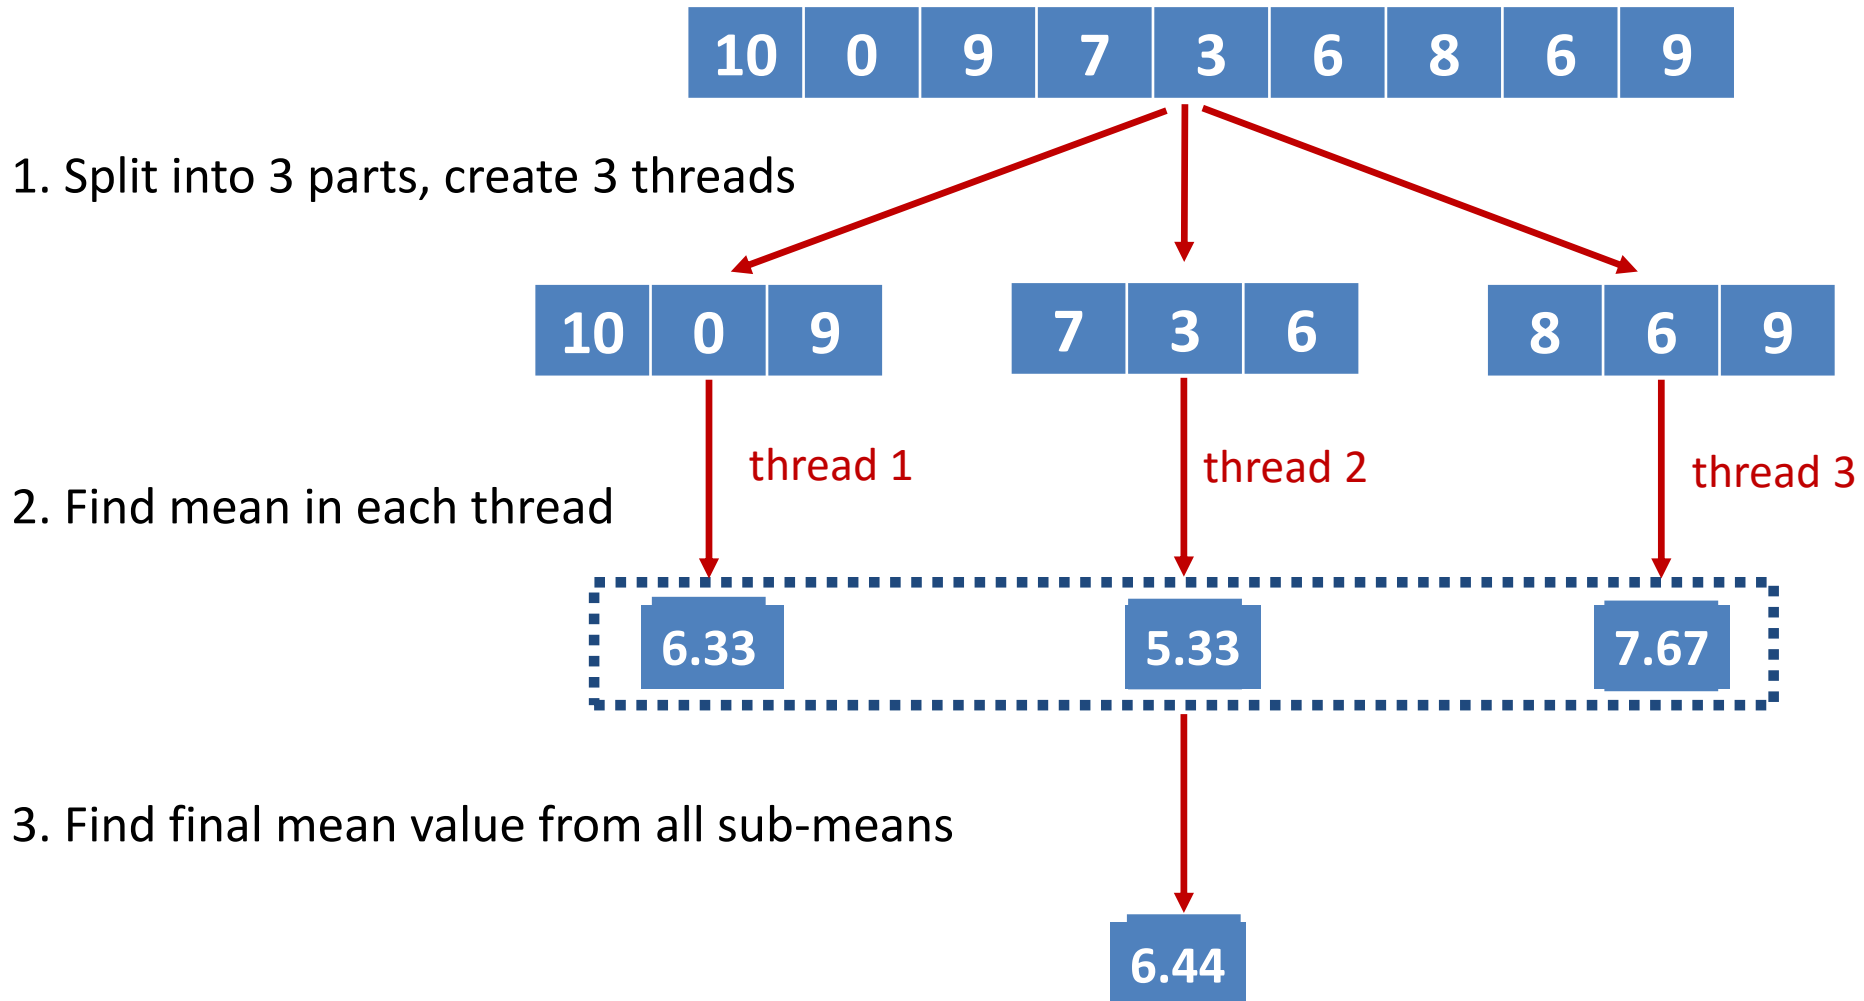 10 0 9 7 3 6 8 6 9
1. Split into 3 parts, create 3 threads
10 0 9 7 3 6 8 6 9
thread 1 thread 2 thread 3
2. Find mean in each thread
6.33 5.33 7.67
3. Find final mean value from all sub-means
6.44